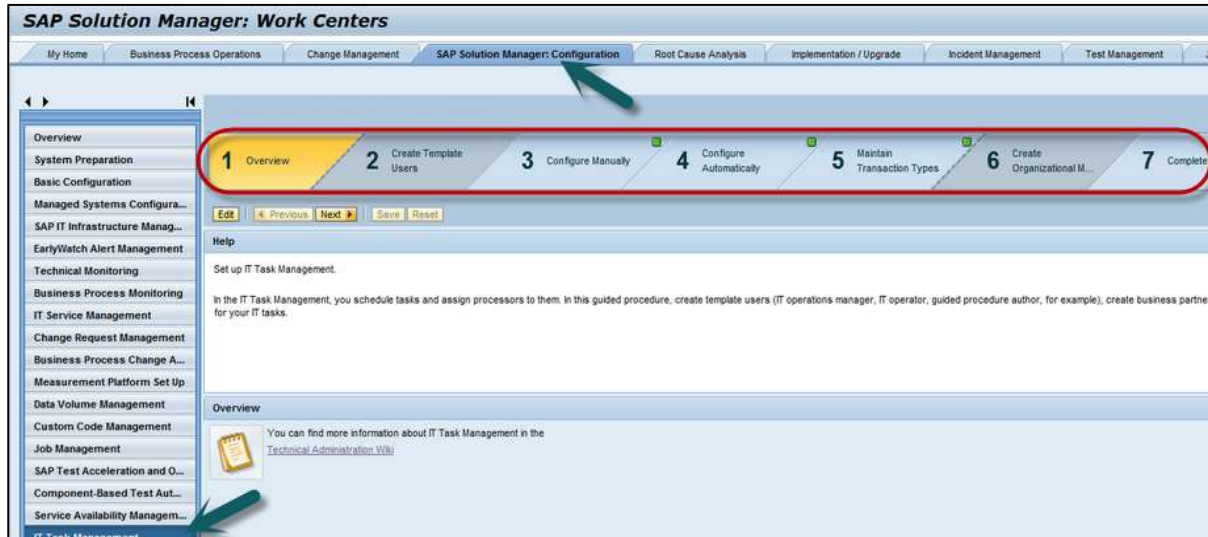 SAP Solution Manager: Work Centers
My Home Business Process Operations Change Management SAP Solution Manager: Configuration Root Cause Analysis Implementation / Upgrade Incident Management Test Management
1 Overview 2 Create Template Users 3 Configure Manually 4 Configure Automatically 5 Maintain Transaction Types 6 Create Organizational M... 7 Complete
Edit Previous Next Save Reset
Overview
System Preparation
Basic Configuration
Managed Systems Configura...
SAP IT Infrastructure Manag...
EarlyWatch Alert Management
Technical Monitoring
Business Process Monitoring
IT Service Management
Change Request Management
Business Process Change A...
Measurement Platform Set Up
Data Volume Management
Custom Code Management
Job Management
SAP Test Acceleration and O...
Component-Based Test Aut...
Service Availability Managem...
IT Task Management
Help
Set up IT Task Management.
In the IT Task Management, you schedule tasks and assign processors to them. In this guided procedure, create template users (IT operations manager, IT operator, guided procedure author, for example), create business partne
for your IT tasks.
Overview
You can find more information about IT Task Management in the
Technical Administration Wiki